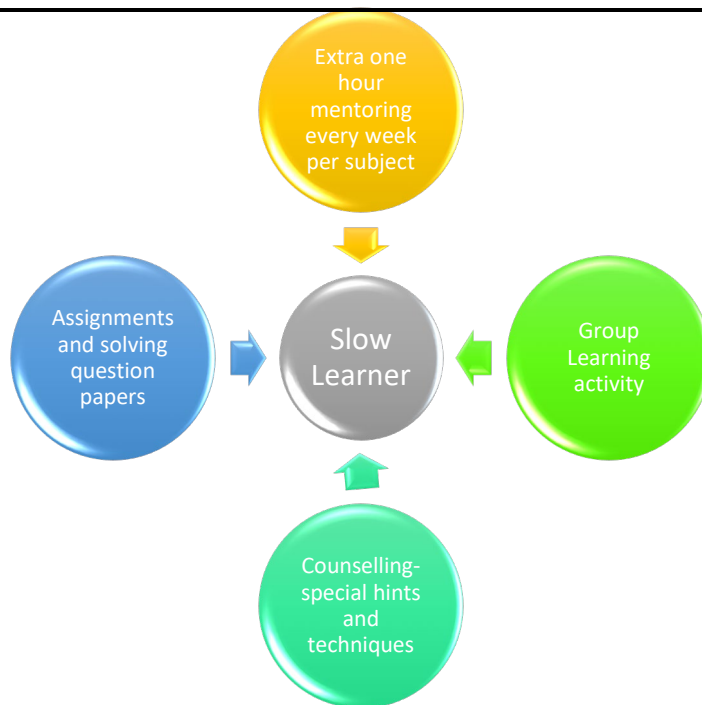 Extra one
hour
mentoring
every week
per subject
Assignments
and solving
question
papers
Slow
Learner
Group
Learning
activity
Counselling-
special hints
and
techniques